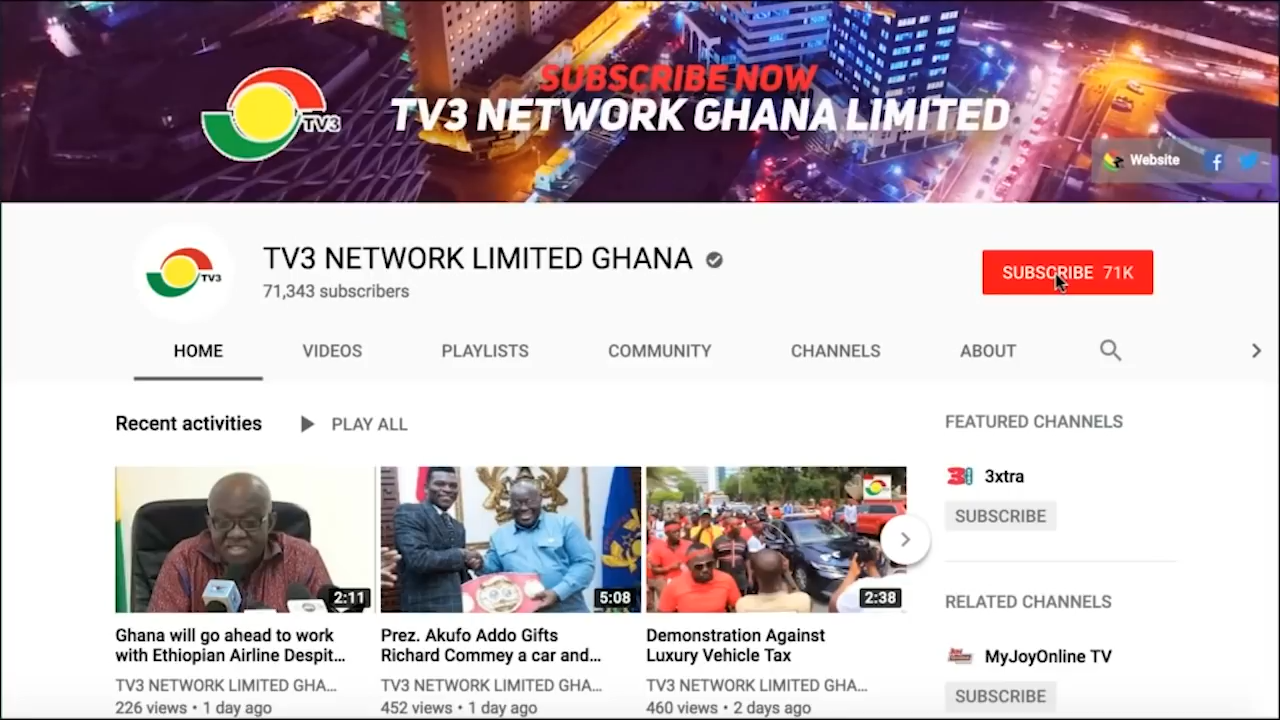 SUBSCRIBE NOW
TV3 NETWORK GHANA LIMITED
TV3
Website
TV3
TV3 NETWORK LIMITED GHANA
71,343 subscribers
SUBSCRIBE 71K
HOME VIDEOS PLAYLISTS COMMUNITY CHANNELS ABOUT
Recent activities PLAY ALL
2:11
5:08
2:38
Ghana will go ahead to work
with Ethiopian Airline Despit...
TV3 NETWORK LIMITED GHA...
226 views • 1 day ago
Prez. Akufo Addo Gifts
Richard Commey a car and...
TV3 NETWORK LIMITED GHA...
452 views • 1 day ago
Demonstration Against
Luxury Vehicle Tax
TV3 NETWORK LIMITED GHA...
460 views • 2 days ago
FEATURED CHANNELS
3xtra
SUBSCRIBE
RELATED CHANNELS
MyJoyOnline TV
SUBSCRIBE